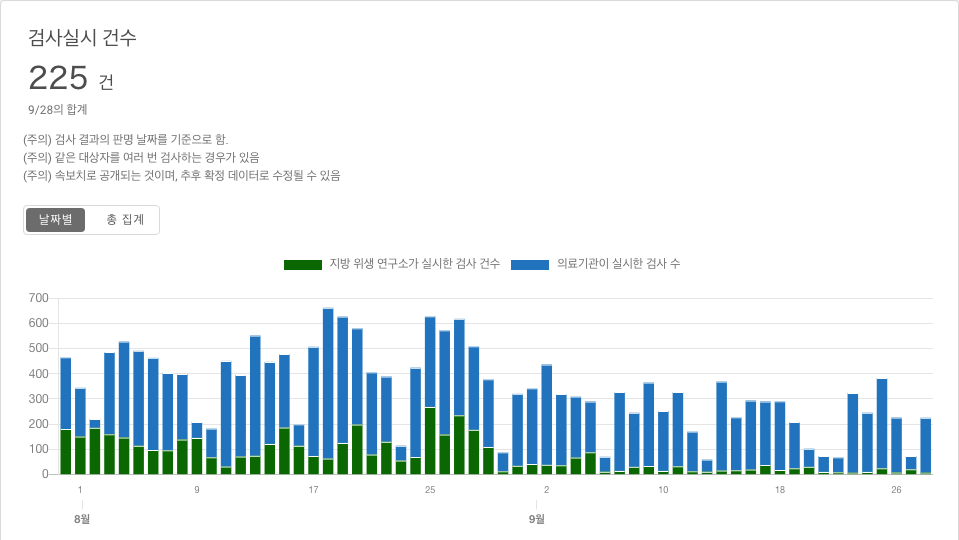 검사실시 건수
225 건
9/28의 합계
(주의) 검사 결과의 판명 날짜를 기준으로 함.
(주의) 같은 대상자를 여러 번 검사하는 경우가 있음
(주의) 속보치로 공개되는 것이며, 추후 확정 데이터로 수정될 수 있음
날짜별 총 집계
지방 위생 연구소가 실시한 검사 건수 의료기관이 실시한 검사 수
700
600
500
400
300
200
100
0
1 9 17 25 2 10 18 26
8월 9월